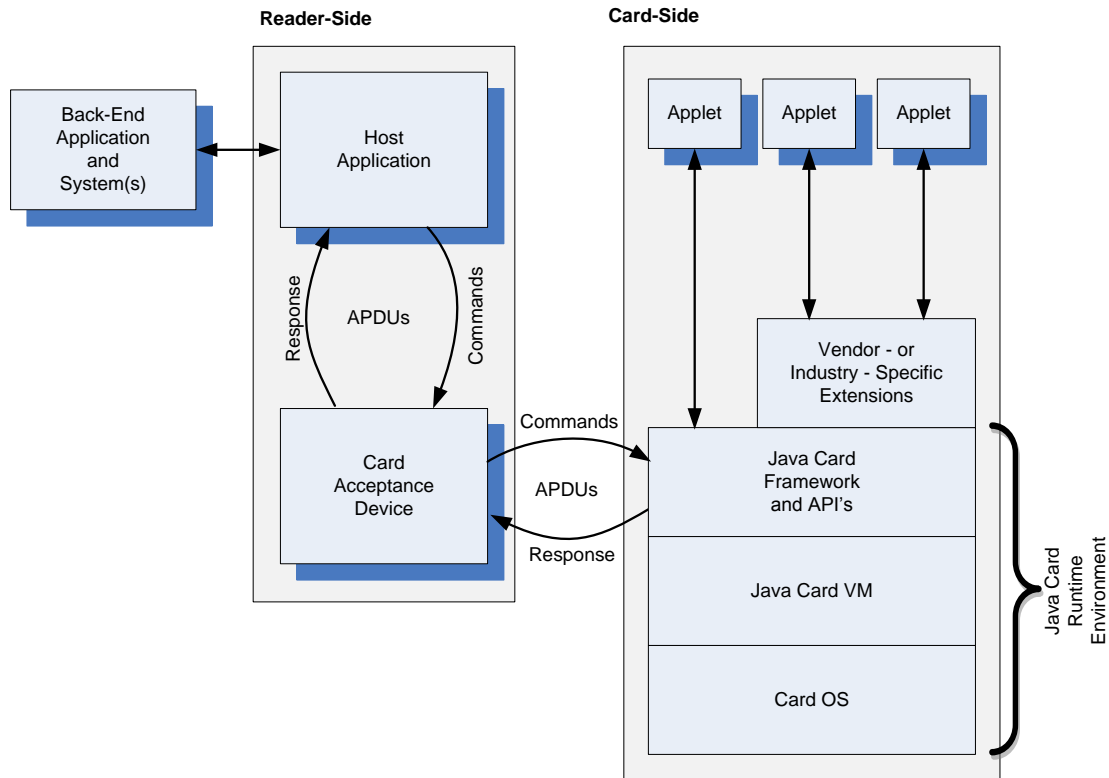 Reader-Side
Card-Side
Back-End
Application
and
System(s)
Host
Application
Applet
Applet
Applet
Response
APDUs
Commands
Vendor - or
Industry - Specific
Extensions
Card
Acceptance
Device
Commands
APDUs
Response
Java Card
Framework
and API's
Java Card VM
Card OS
Java Card
Runtime
Environment